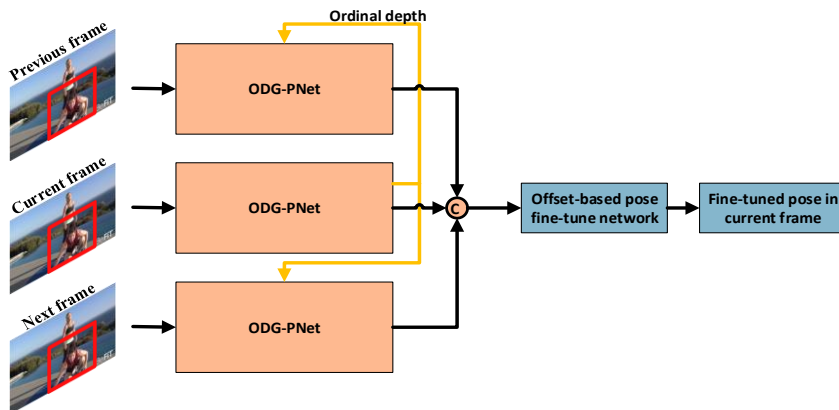 Ordinal depth
Previous frame
ODG-PNet
Current frame
ODG-PNet
C
Offset-based pose
fine-tune network
Fine-tuned pose in
current frame
Next frame
ODG-PNet